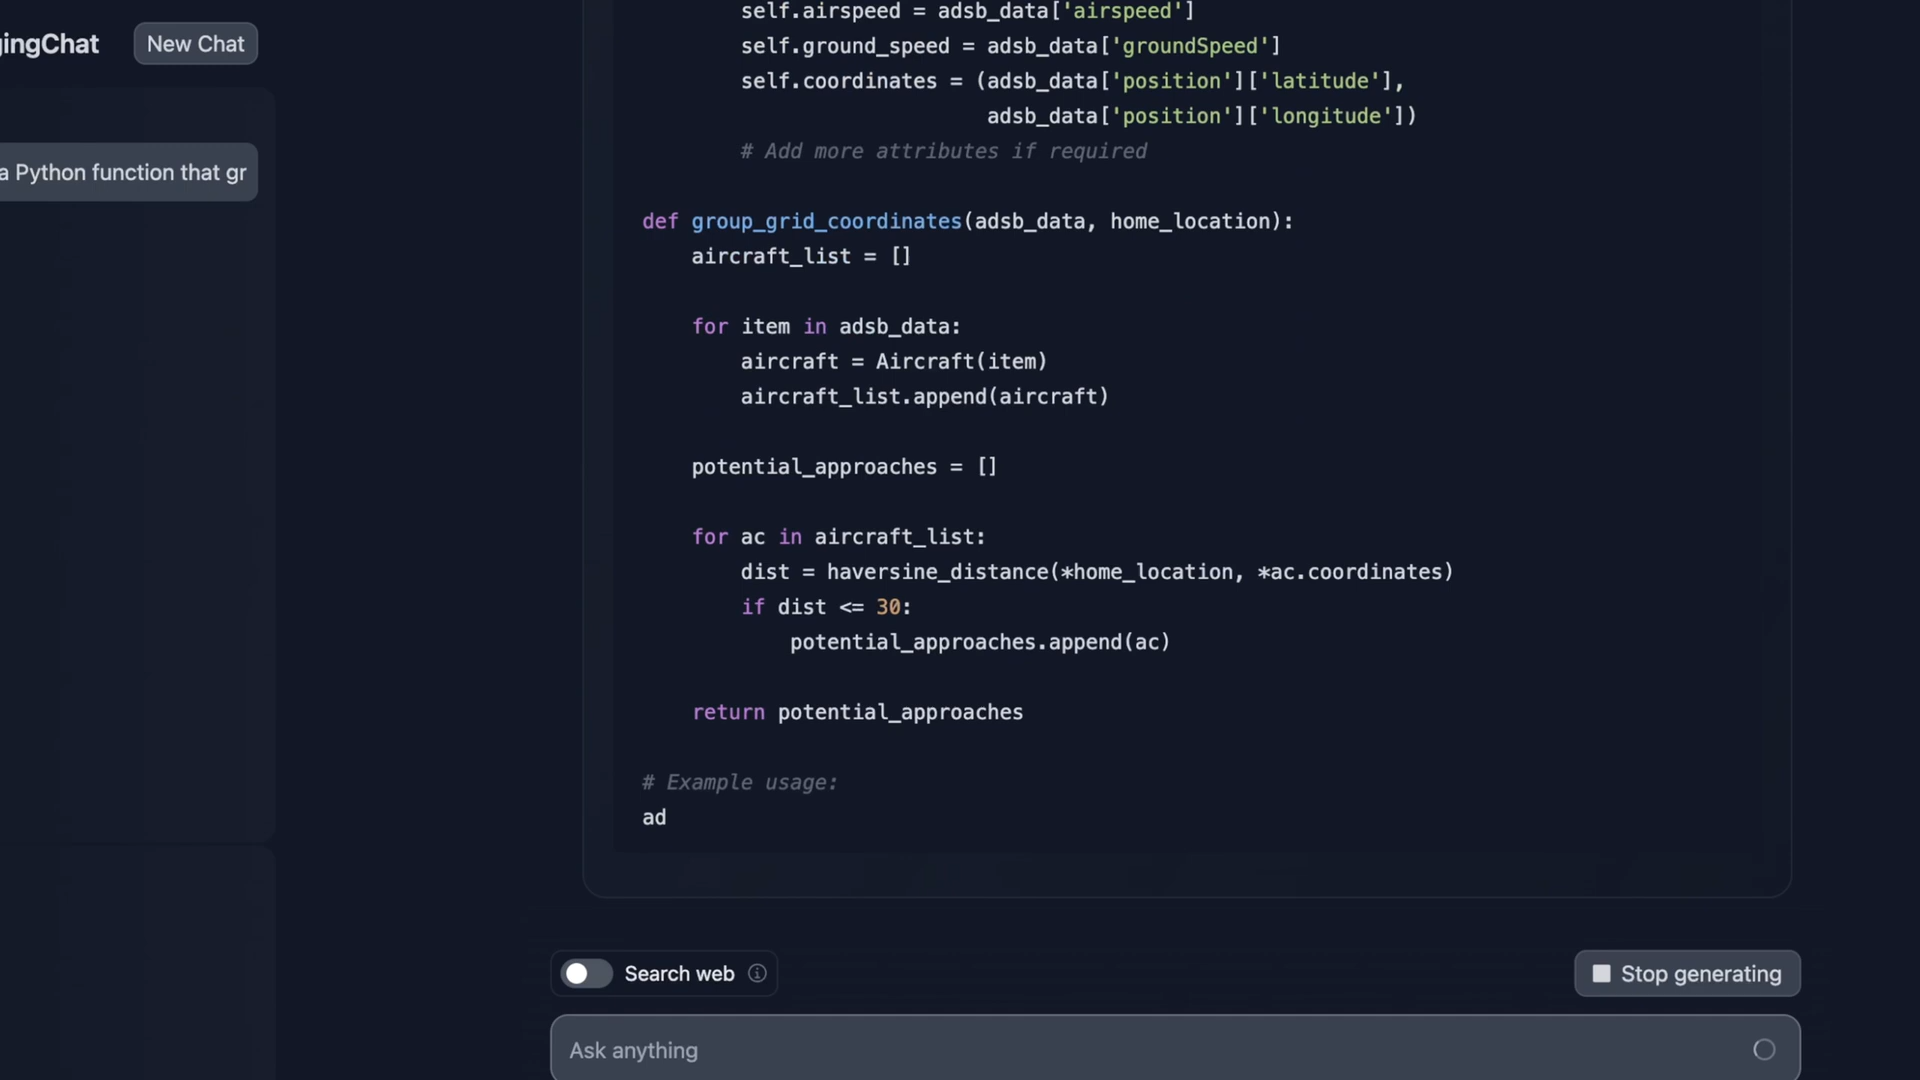 gingChat
New Chat
a Python function that gr
self.airspeed = adsb_data['airspeed']
self.ground_speed = adsb_data['groundSpeed']
self.coordinates = (adsb_data['position']['latitude'],
adsb_data['position']['longitude'])
# Add more attributes if required
def group_grid_coordinates(adsb_data, home_location):
aircraft_list = []
for item in adsb_data:
aircraft = Aircraft(item)
aircraft_list.append(aircraft)
potential_approaches = []
for ac in aircraft_list:
dist = haversine_distance(*home_location, *ac.coordinates)
if dist <= 30:
potential_approaches.append(ac)
return potential_approaches
# Example usage:
ad
Search web
Stop generating
Ask anything